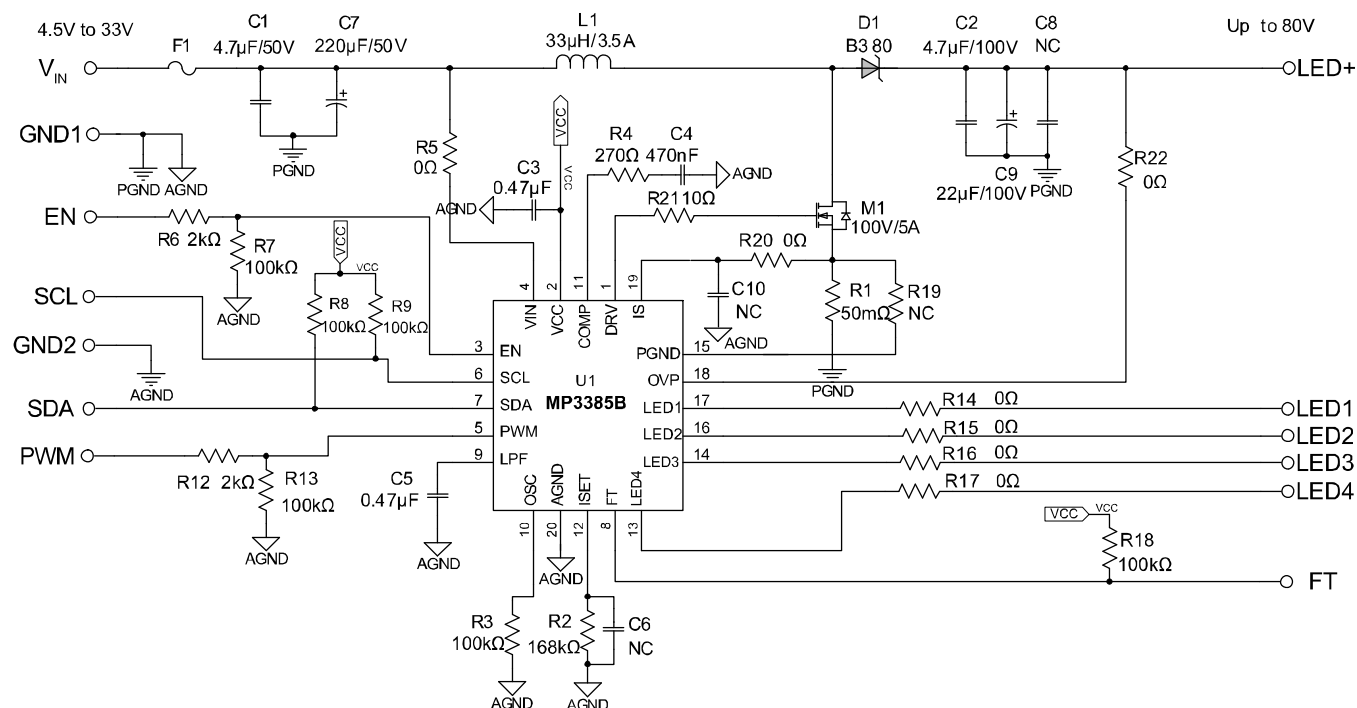 4.5V to 33V
F1
C1
4.7µF/50V
C7
220µF/50V
L1
33µH/3.5A
D1
B380
C2
4.7µF/100V
C8
NC
Up to 80V
VIN
LED+
GND1
PGND
AGND
PGND
R5
0Ω
VCC
VCC
C3
0.47µF
AGND
R4
270Ω
C4
470nF
AGND
R21 10Ω
M1
100V/5A
C9
22µF/100V
PGND
R22
0Ω
EN
R6 2kΩ
R7
100kΩ
AGND
VCC
VCC
R8
100kΩ
R9
100kΩ
R20 0Ω
C10
NC
AGND
R1
50mΩ
R19
NC
PGND
SCL
GND2
AGND
SDA
PWM
R12 2kΩ
R13
100kΩ
AGND
C5
0.47µF
AGND
4
2
11
1
19
VIN
VCC
COMP
DRV
IS
3
EN
6
SCL
7
SDA
5
PWM
9
LPF
U1
MP3385B
PGND
15
OVP
18
LED1
17
LED2
16
LED3
14
OSC
AGND
ISET
FT
LED4
10
20
12
8
13
R14 0Ω
LED1
R15 0Ω
LED2
R16 0Ω
LED3
R17 0Ω
LED4
VCC
VCC
R18
100kΩ
FT
AGND
R3
100kΩ
AGND
R2
168kΩ
C6
NC
AGND